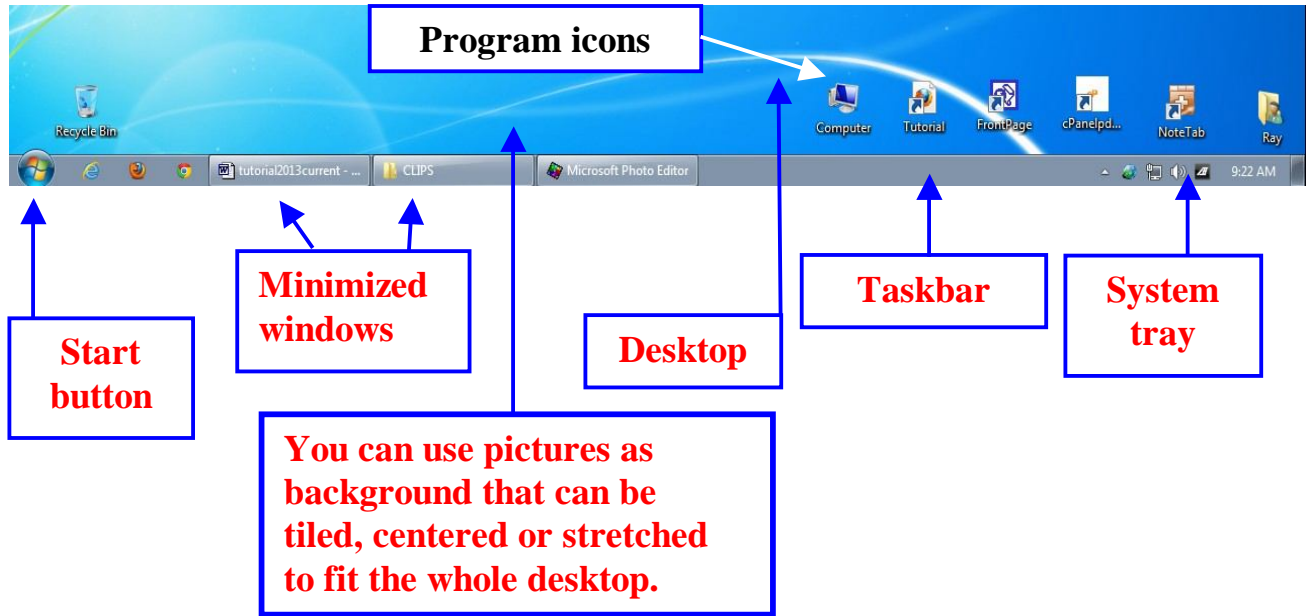 Program icons
Recycle Bin
Computer
Tutorial
FrontPage
cPanelpd...
NoteTab
Ray
tutorial2013current - ...
CLIPS
Microsoft Photo Editor
9:22 AM
Minimized
windows
Taskbar
System
tray
Start
button
Desktop
You can use pictures as
background that can be
tiled, centered or stretched
to fit the whole desktop.